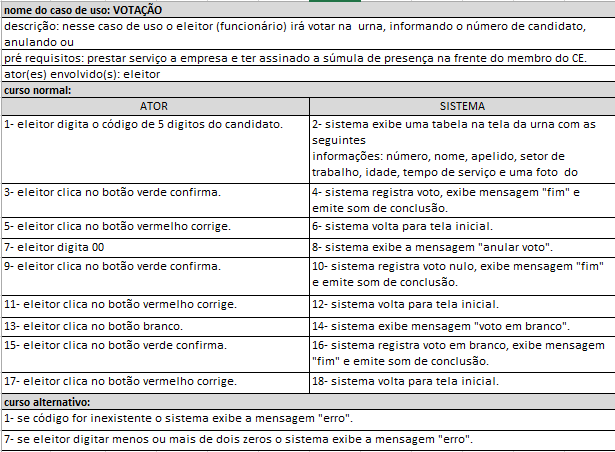 nome do caso de uso: VOTAÇÃO
descrição: nesse caso de uso o eleitor (funcionário) irá votar na urna, informando o número de candidato,
anulando ou
pré requisitos: prestar serviço a empresa e ter assinado a súmula de presença na frente do membro do CE.
ator(es) envolvido(s): eleitor
curso normal:
ATOR SISTEMA
1- eleitor digita o código de 5 digitos do candidato.
2- sistema exibe uma tabela na tela da urna com as
seguintes
informações: número, nome, apelido, setor de
trabalho, idade, tempo de serviço e uma foto do
3- eleitor clica no botão verde confirma.
4- sistema registra voto, exibe mensagem "fim" e
emite som de conclusão.
5- eleitor clica no botão vermelho corrige.
6- sistema volta para tela inicial.
7- eleitor digita 00
8- sistema exibe a mensagem "anular voto".
9- eleitor clica no botão verde confirma.
10- sistema registra voto nulo, exibe mensagem "fim"
e emite som de conclusão.
11- eleitor clica no botão vermelho corrige.
12- sistema volta para tela inicial.
13- eleitor clica no botão branco.
14- sistema exibe mensagem "voto em branco".
15- eleitor clica no botão verde confirma.
16- sistema registra voto em branco, exibe mensagem
"fim" e emite som de conclusão.
17- eleitor clica no botão vermelho corrige.
18- sistema volta para tela inicial.
curso alternativo:
1- se código for inexistente o sistema exibe a mensagem "erro".
7- se eleitor digitar menos ou mais de dois zeros o sistema exibe a mensagem "erro".